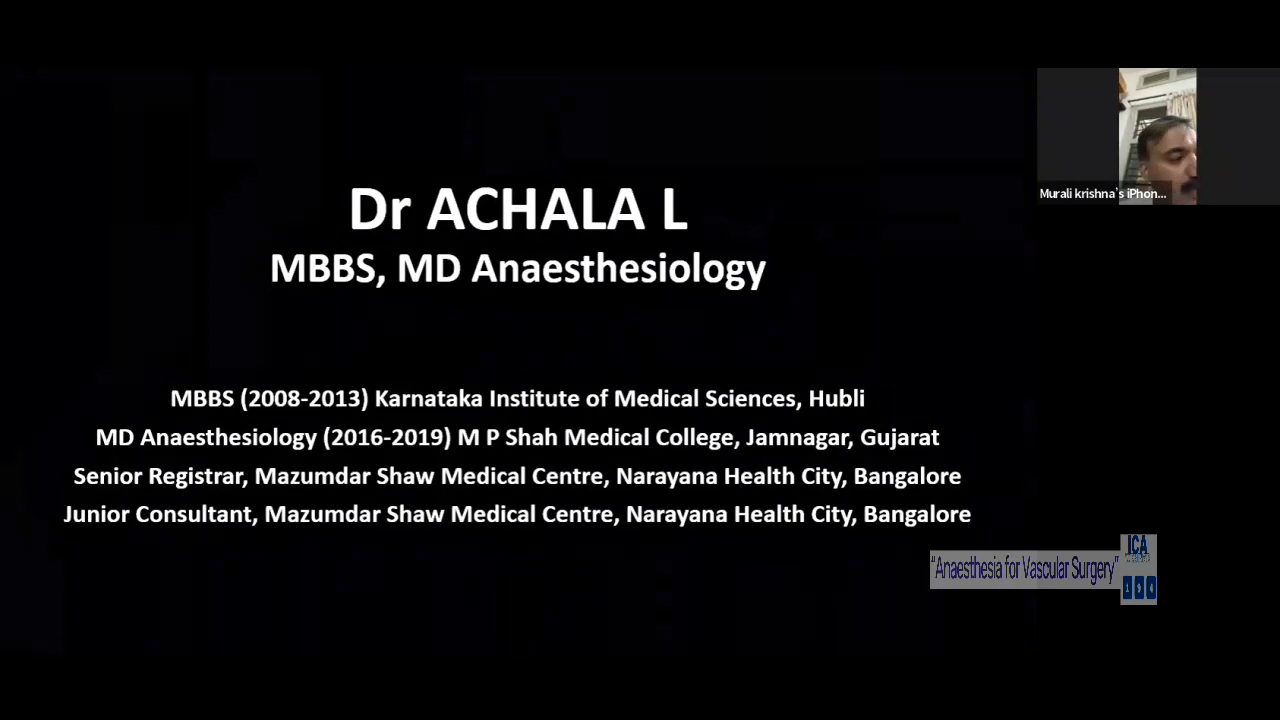 Dr ACHALA L
MBBS, MD Anaesthesiology
Murali krishna's iPhon...
MBBS (2008-2013) Karnataka Institute of Medical Sciences, Hubli
MD Anaesthesiology (2016-2019) M P Shah Medical College, Jamnagar, Gujarat
Senior Registrar, Mazumdar Shaw Medical Centre, Narayana Health City, Bangalore
Junior Consultant, Mazumdar Shaw Medical Centre, Narayana Health City, Bangalore
"Anaesthesia for Vascular Surgery"
ICA